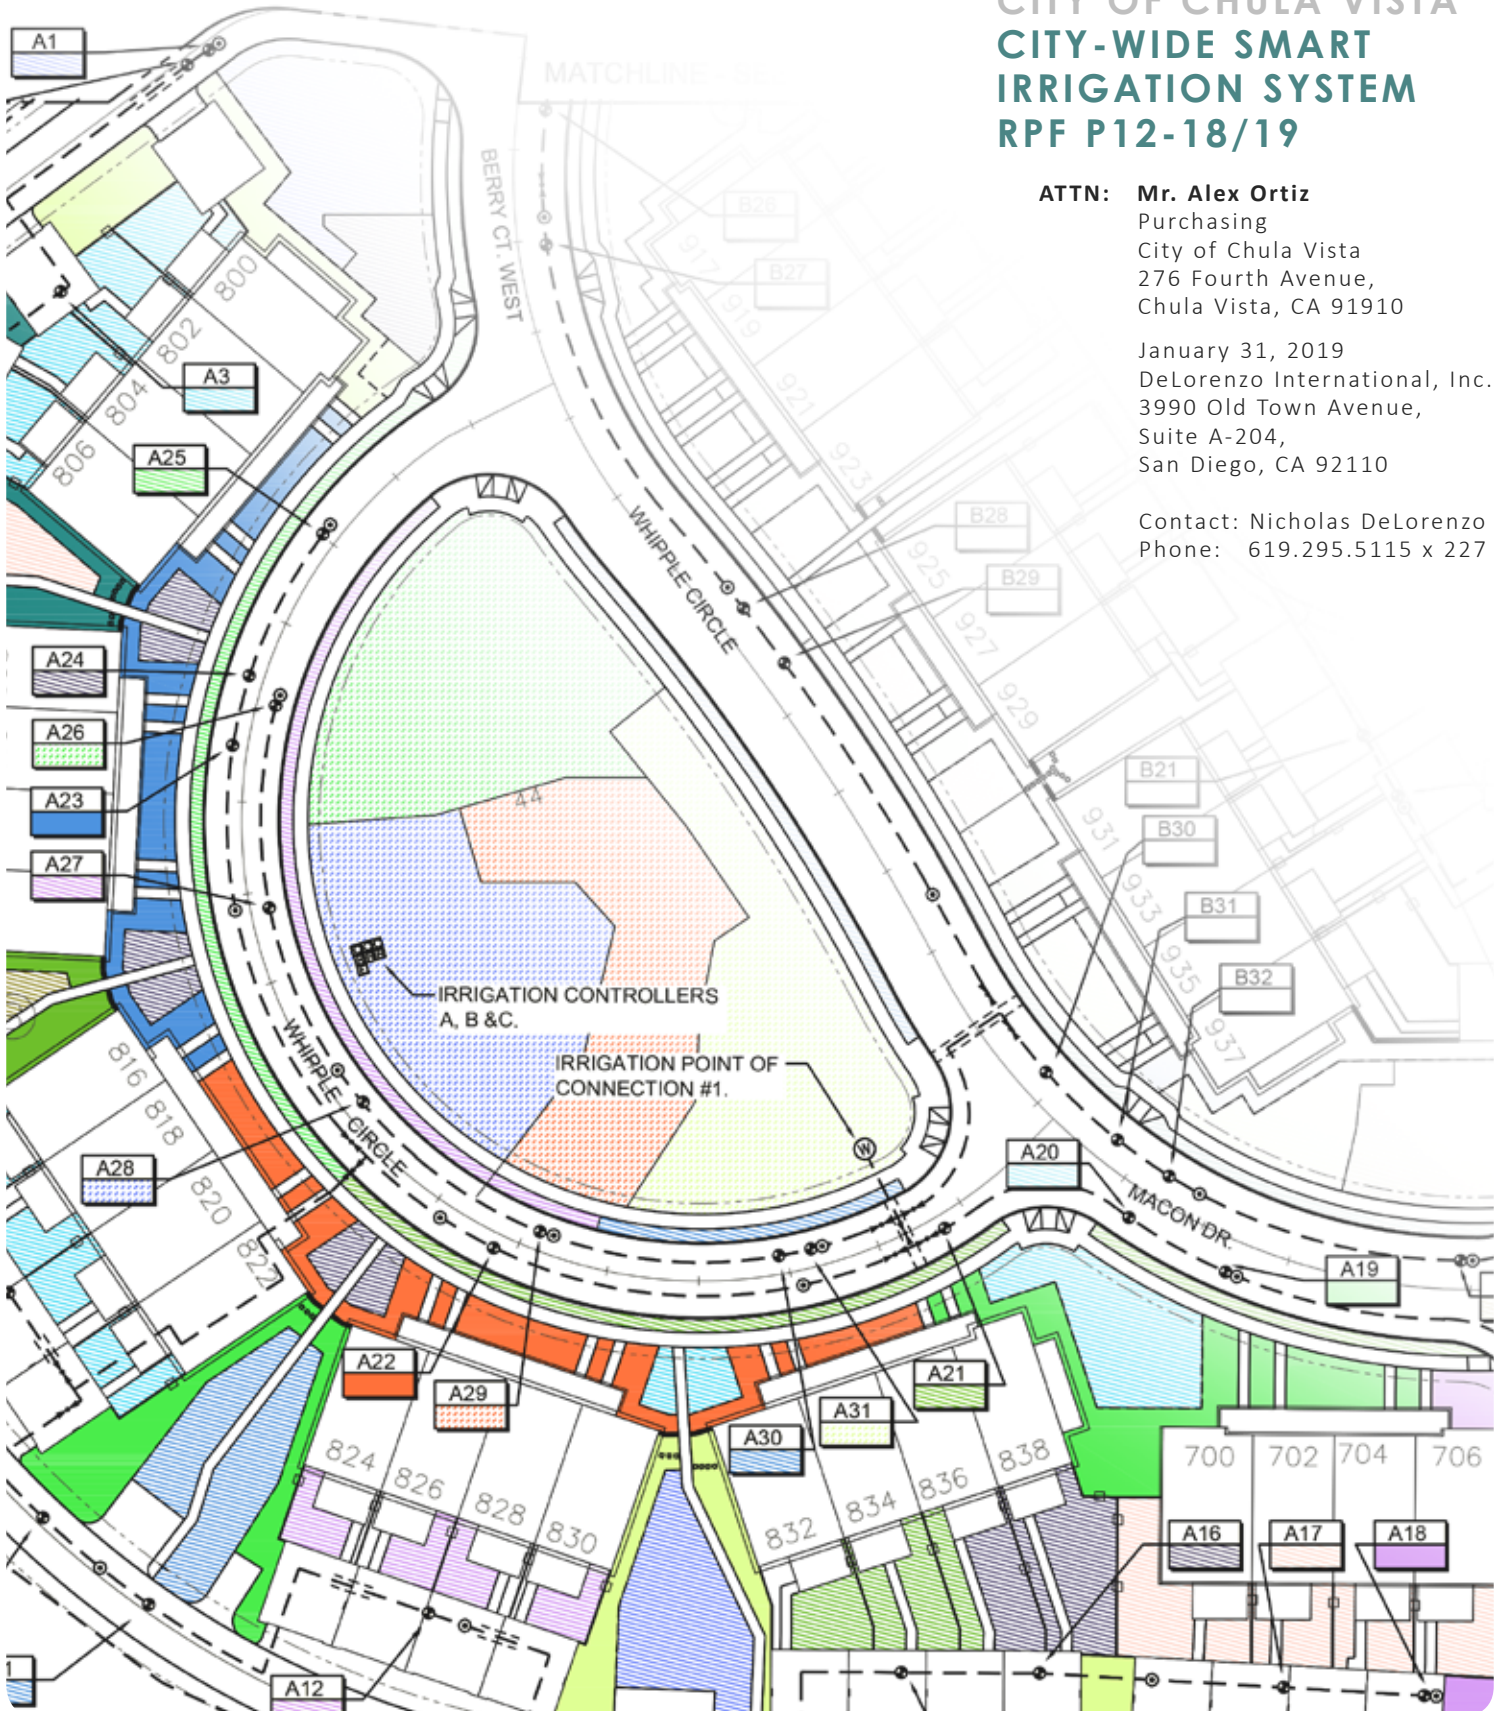 CITY OF CHULA VISTA
CITY-WIDE SMART
IRRIGATION SYSTEM
RPF P12-18/19
ATTN: Mr. Alex Ortiz
Purchasing
City of Chula Vista
276 Fourth Avenue,
Chula Vista, CA 91910
January 31, 2019
DeLorenzo International, Inc.
3990 Old Town Avenue,
Suite A-204,
San Diego, CA 92110
Contact: Nicholas DeLorenzo
Phone: 619.295.5115 x 227
A1
MATCHLINE - SE
BERRY CT. WEST
B26
B27
917
919
921
923
800
802
804
806
A3
A25
WHIPPLE CIRCLE
B28
B29
925
927
929
A24
A26
A23
A27
44
B21
B30
B31
B32
931
933
935
937
IRRIGATION CONTROLLERS
A, B &C.
IRRIGATION POINT OF
CONNECTION #1.
W
WHIPPLE CIRCLE
816
818
820
822
A28
A20
MACON DR.
A19
A22
A29
A21
A31
A30
824
826
828
830
832
834
836
838
700
702
704
706
A16
A17
A18
A12